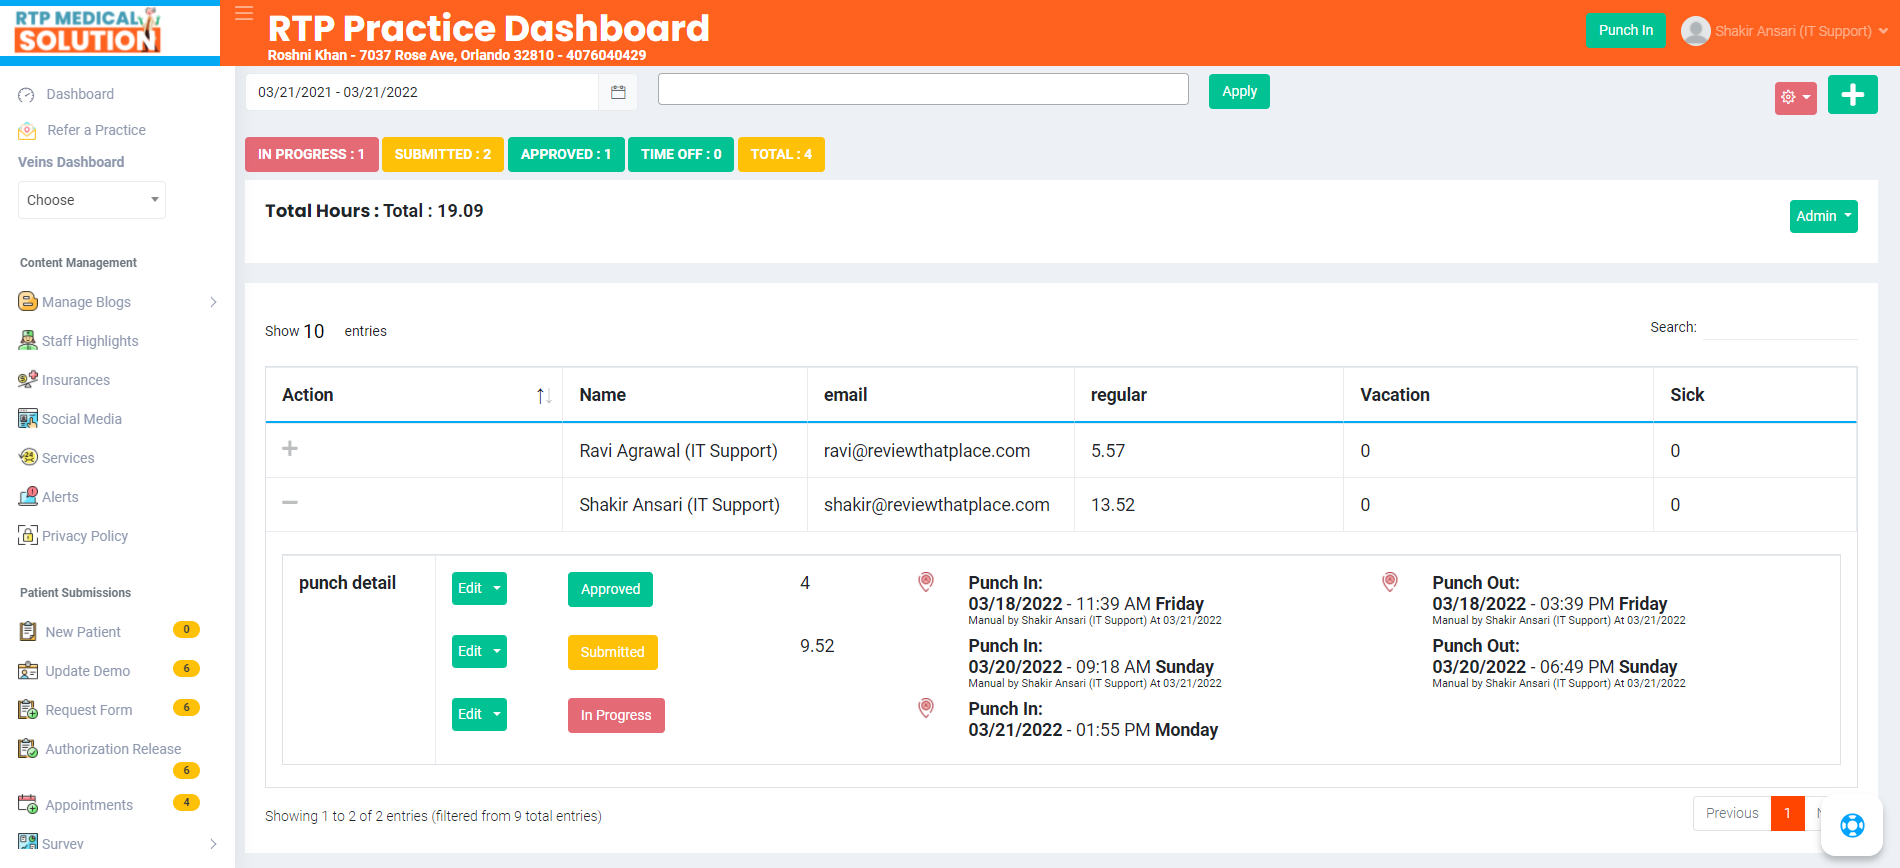 RTP MEDICAL
SOLUTION
RTP Practice Dashboard
Roshni Khan - 7037 Rose Ave, Orlando 32810 - 4076040429
Punch In
Shakir Ansari (IT Support)
Dashboard
Refer a Practice
Veins Dashboard
Choose
Content Management
Manage Blogs
Staff Highlights
Insurances
Social Media
Services
Alerts
Privacy Policy
Patient Submissions
New Patient 0
Update Demo 6
Request Form 6
Authorization Release
6
Appointments 4
Survey
03/21/2021 - 03/21/2022
Apply
IN PROGRESS : 1 SUBMITTED : 2 APPROVED : 1 TIME OFF : 0 TOTAL : 4
Total Hours : Total : 19.09
Admin
Show 10 entries
Search:
Action Name email regular Vacation Sick
Ravi Agrawal (IT Support) ravi@reviewthatplace.com 5.57 0 0
Shakir Ansari (IT Support) shakir@reviewthatplace.com 13.52 0 0
punch detail Edit Approved 4 Punch In: Punch Out:
03/18/2022 - 11:39 AM Friday 03/18/2022 - 03:39 PM Friday
Manual by Shakir Ansari (IT Support) At 03/21/2022 Manual by Shakir Ansari (IT Support) At 03/21/2022
Edit Submitted 9.52 Punch In: Punch Out:
03/20/2022 - 09:18 AM Sunday 03/20/2022 - 06:49 PM Sunday
Manual by Shakir Ansari (IT Support) At 03/21/2022 Manual by Shakir Ansari (IT Support) At 03/21/2022
Edit In Progress Punch In:
03/21/2022 - 01:55 PM Monday
Showing 1 to 2 of 2 entries (filtered from 9 total entries)
Previous 1